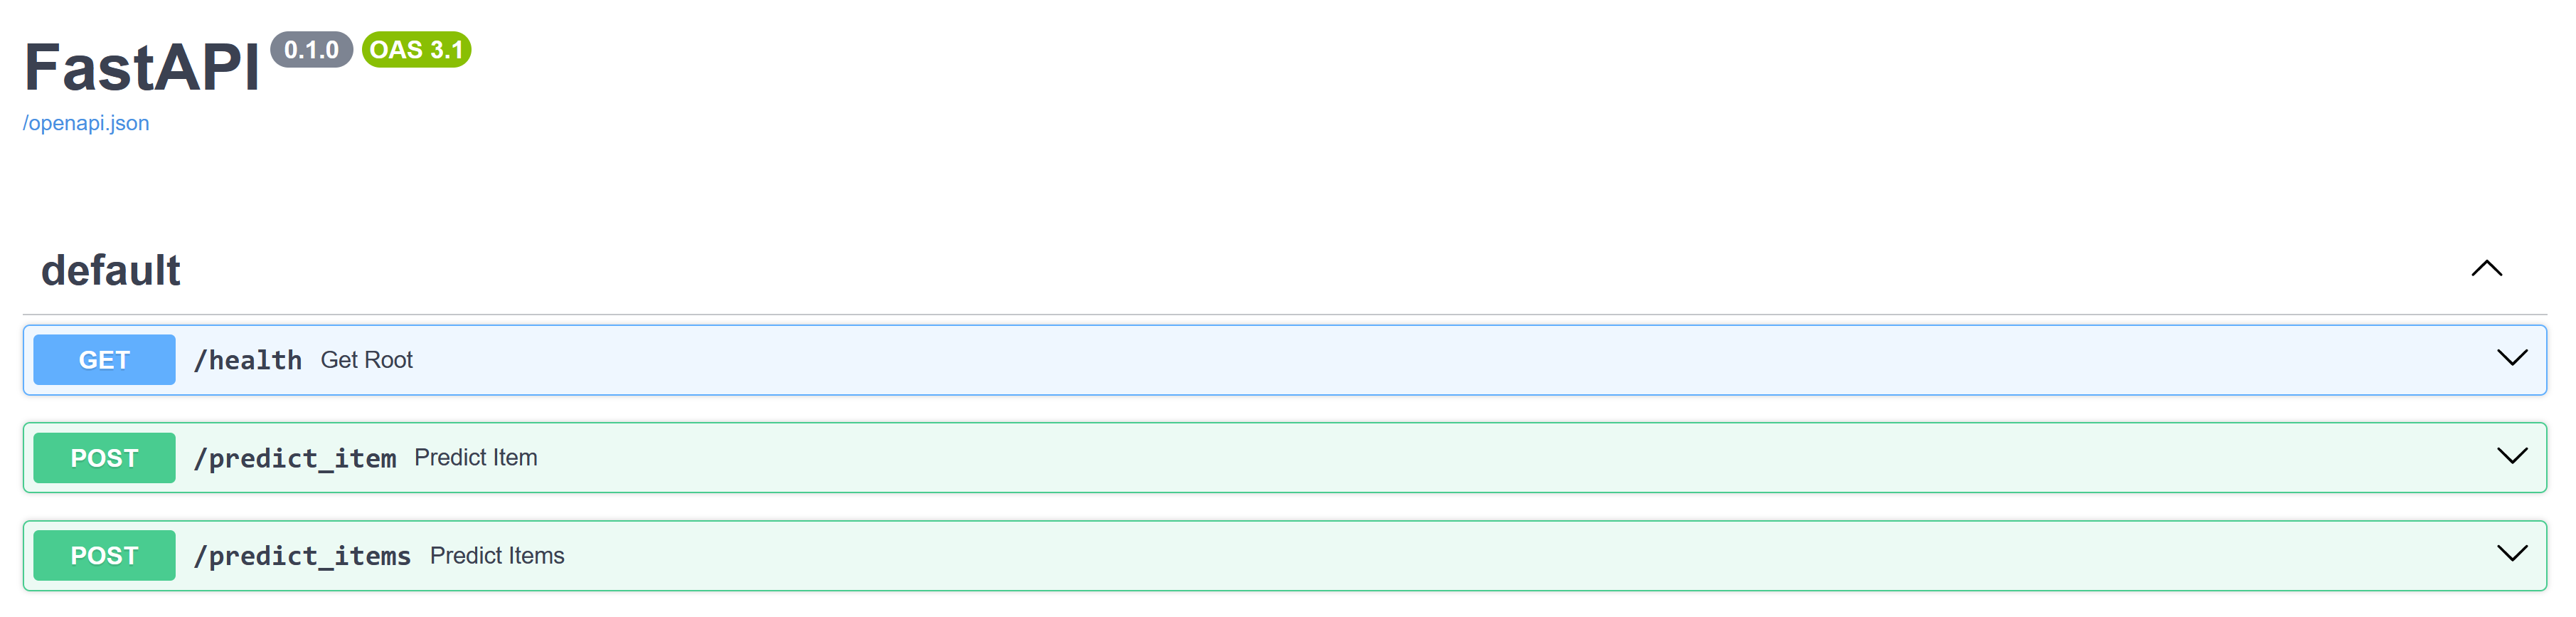 FastAPI 0.1.0 OAS 3.1
/openapi.json
default
GET /health Get Root
POST /predict_item Predict Item
POST /predict_items Predict Items